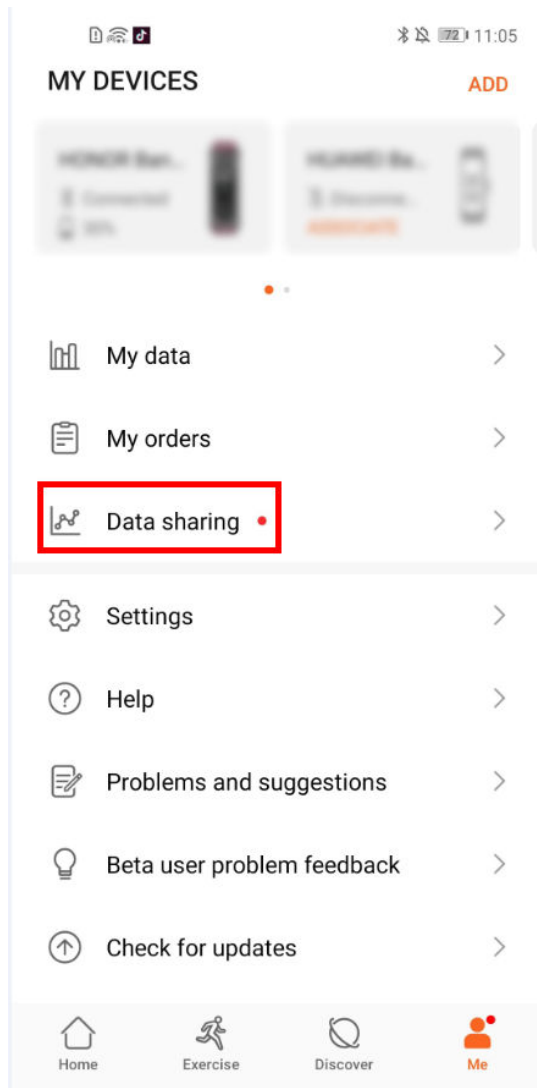 72 11:05
MY DEVICES ADD
My data
My orders
Data sharing
Settings
Help
Problems and suggestions
Beta user problem feedback
Check for updates
Home Exercise Discover Me